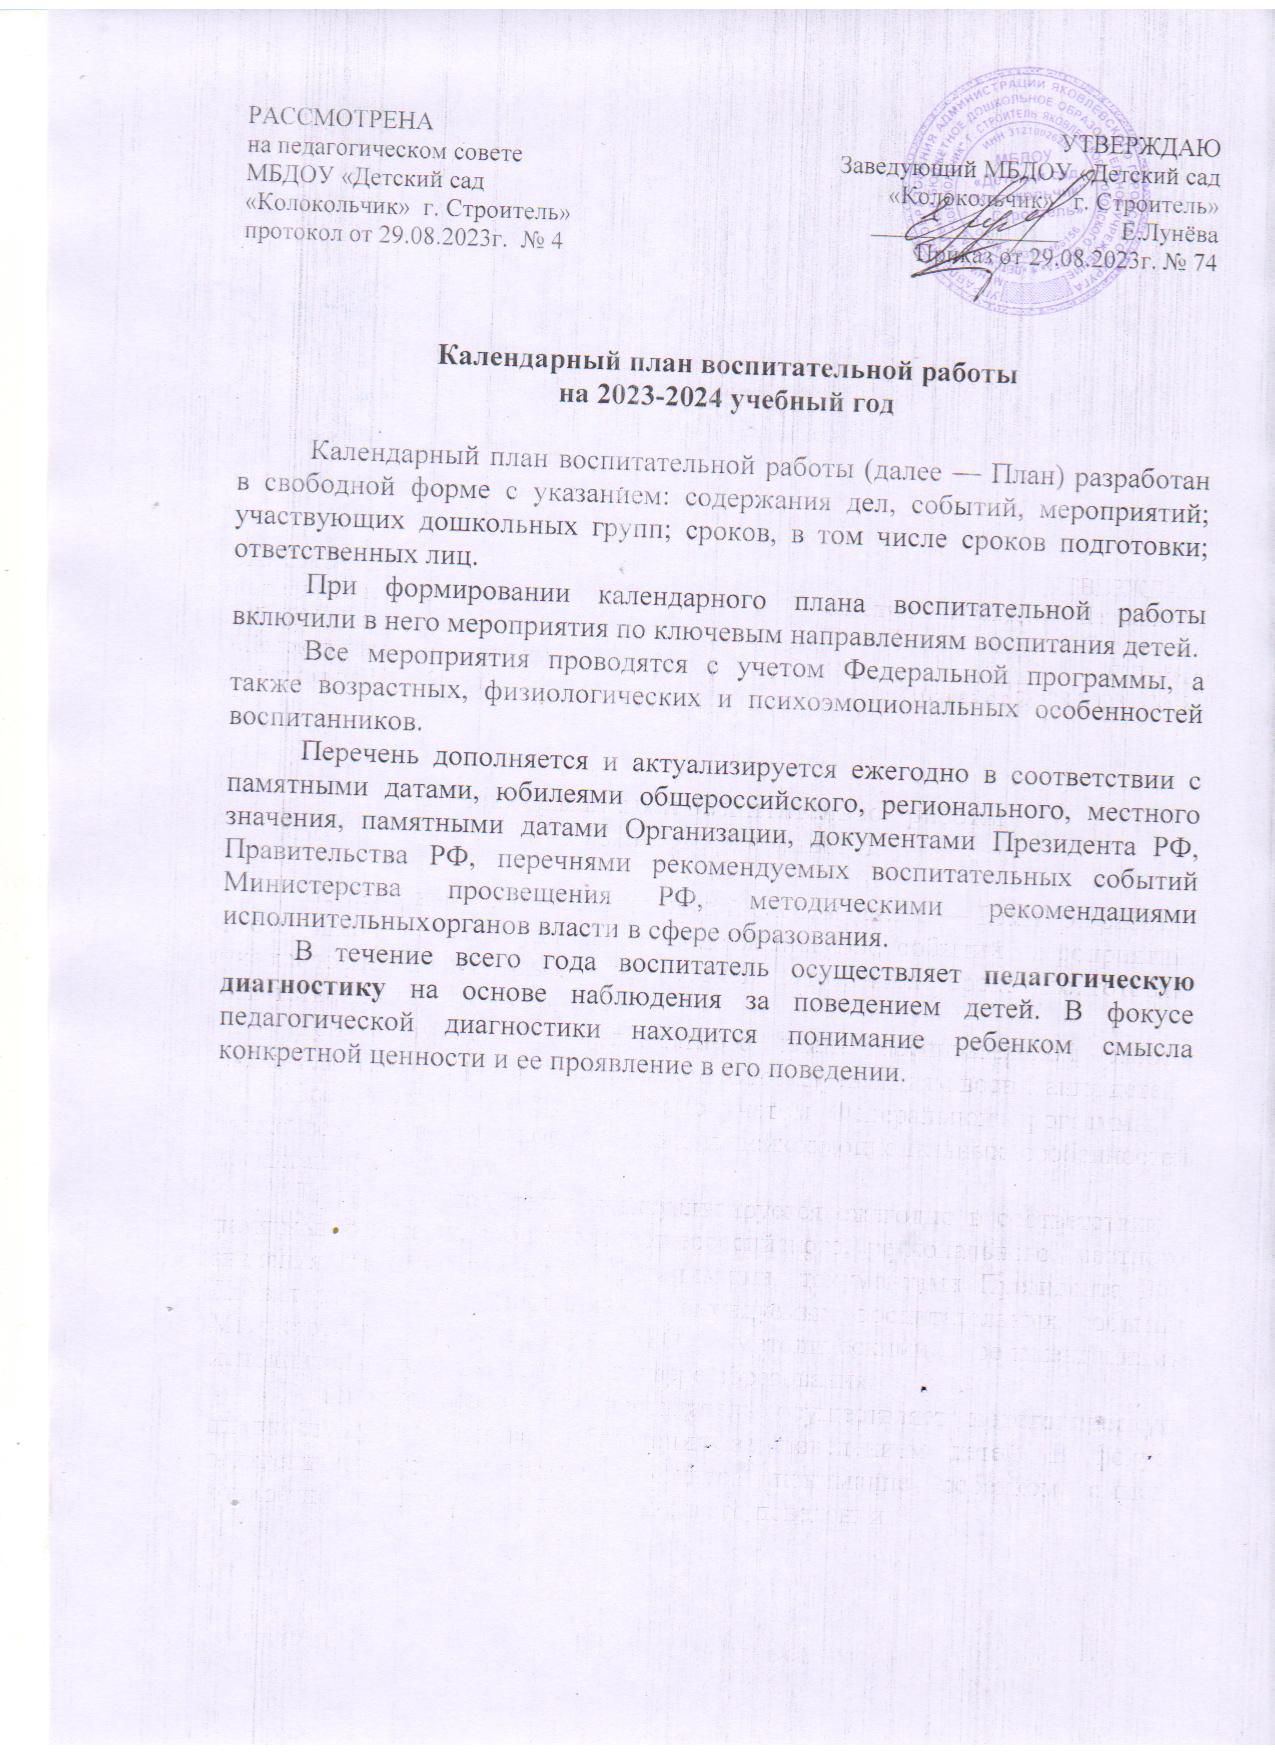 РАССМОТРЕНА
на педагогическом совете
МБДОУ «Детский сад
«Колокольчик» г. Строитель»
протокол от 29.08.2023г. № 4
УТВЕРЖДАЮ
Заведующий МБДОУ «Детский сад
«Колокольчик» г. Строитель»
Е.Лунёва
Приказ от 29.08.2023г. № 74
Календарный план воспитательной работы
на 2023-2024 учебный год
Календарный план воспитательной работы (далее — План) разработан
в свободной форме с указанием: содержания дел, событий, мероприятий;
участвующих дошкольных групп; сроков, в том числе сроков подготовки;
ответственных лиц.
При формировании календарного плана воспитательной работы
включили в него мероприятия по ключевым направлениям воспитания детей.
Все мероприятия проводятся с учетом Федеральной программы, а
также возрастных, физиологических и психоэмоциональных особенностей
воспитанников.
Перечень дополняется и актуализируется ежегодно в соответствии с
памятными датами, юбилеями общероссийского, регионального, местного
значения, памятными датами Организации, документами Президента РФ,
Правительства РФ, перечнями рекомендуемых воспитательных событий
Министерства просвещения РФ, методическими рекомендациями
исполнительныхорганов власти в сфере образования.
В течение всего года воспитатель осуществляет педагогическую
диагностику на основе наблюдения за поведением детей. В фокусе
педагогической диагностики находится понимание ребенком смысла
конкретной ценности и ее проявление в его поведении.